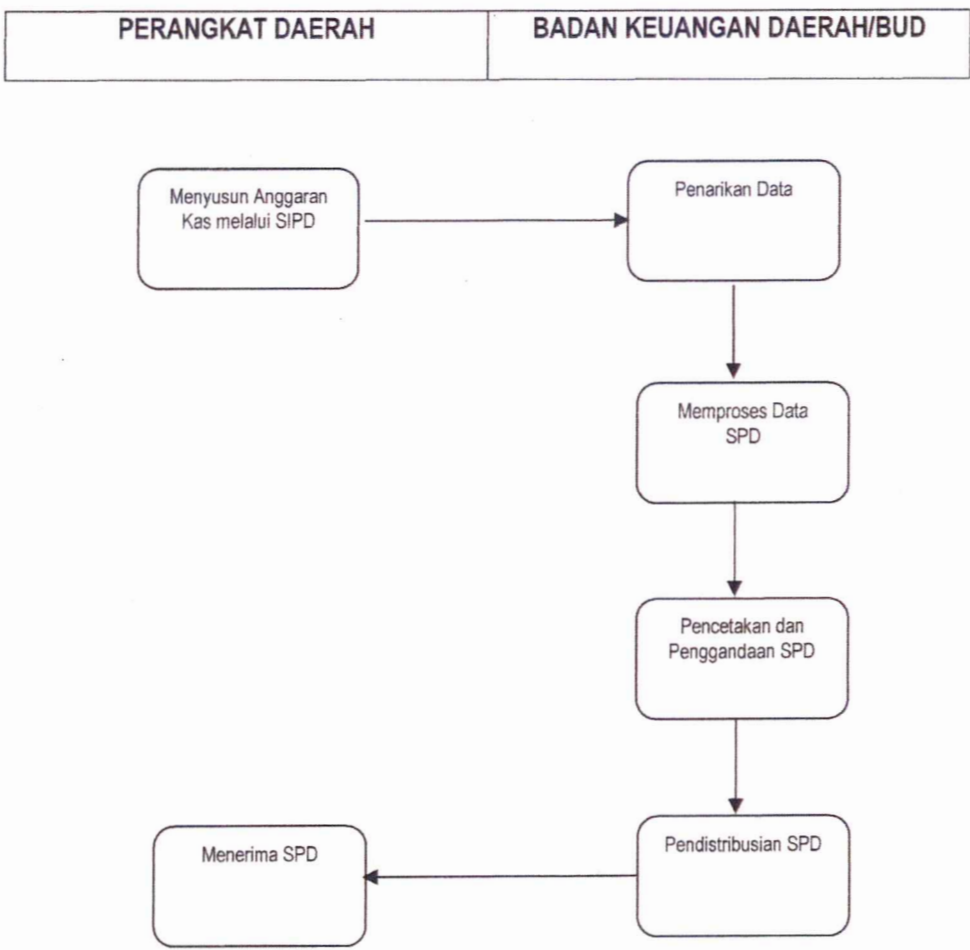 PERANGKAT DAERAH
BADAN KEUANGAN DAERAH/BUD
Menyusun Anggaran
Kas melalui SIPD
Penarikan Data
Memproses Data
SPD
Pencetakan dan
Penggandaan SPD
Pendistribusian SPD
Menerima SPD